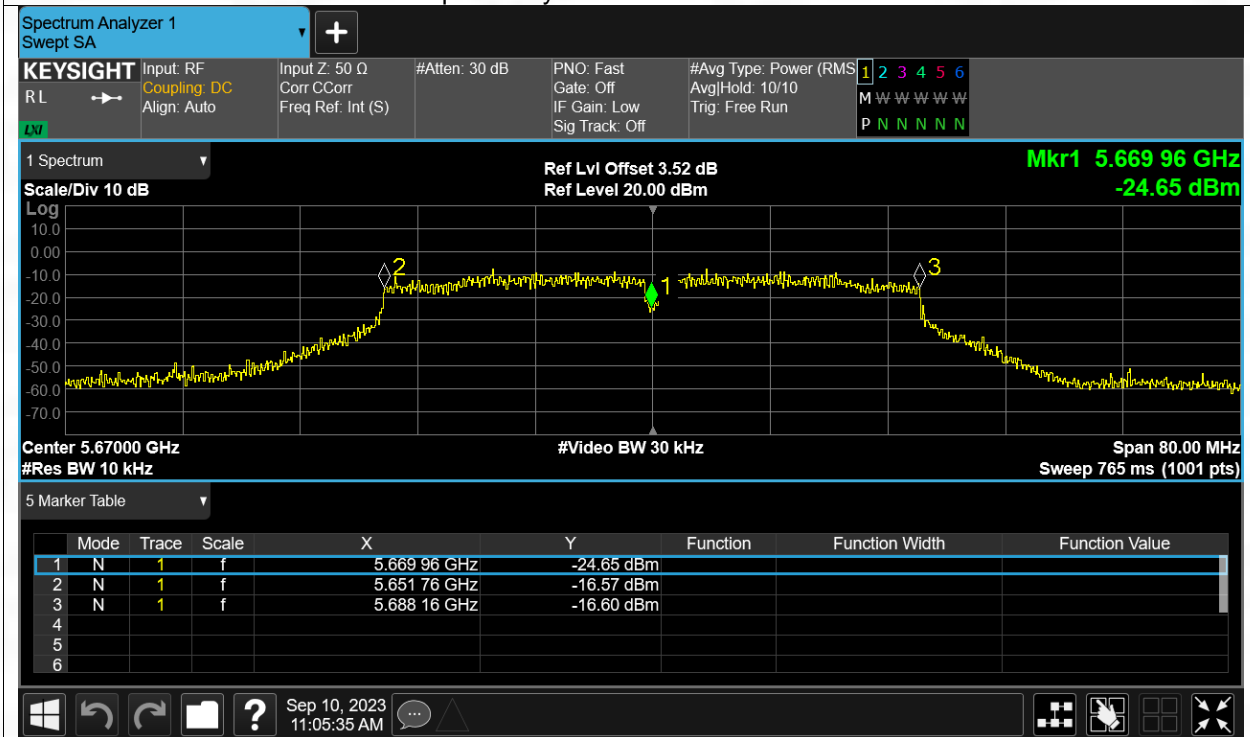 Spectrum Analyzer 1
Swept SA
+
KEYSIGHT Input: RF Input Z: 50 Ω #Atten: 30 dB PNO: Fast #Avg Type: Power (RMS 1 2 3 4 5 6
R L Coupling: DC Corr CCorr Gate: Off Avg|Hold: 10/10 M W W W W W
Align: Auto Freq Ref: Int (S) IF Gain: Low Trig: Free Run
LXI Sig Track: Off P N N N N N
1 Spectrum
Scale/Div 10 dB
Ref Lvl Offset 3.52 dB
Ref Level 20.00 dBm
Mkr1 5.669 96 GHz
-24.65 dBm
Log
10.0
0.00
-10.0
-20.0
-30.0
-40.0
-50.0
-60.0
-70.0
2
1
3
Center 5.67000 GHz #Video BW 30 kHz Span 80.00 MHz
#Res BW 10 kHz Sweep 765 ms (1001 pts)
5 Marker Table
Mode Trace Scale X Y Function Function Width Function Value
1 N 1 f 5.669 96 GHz -24.65 dBm
2 N 1 f 5.651 76 GHz -16.57 dBm
3 N 1 f 5.688 16 GHz -16.60 dBm
4
5
6
?
Sep 10, 2023
11:05:35 AM